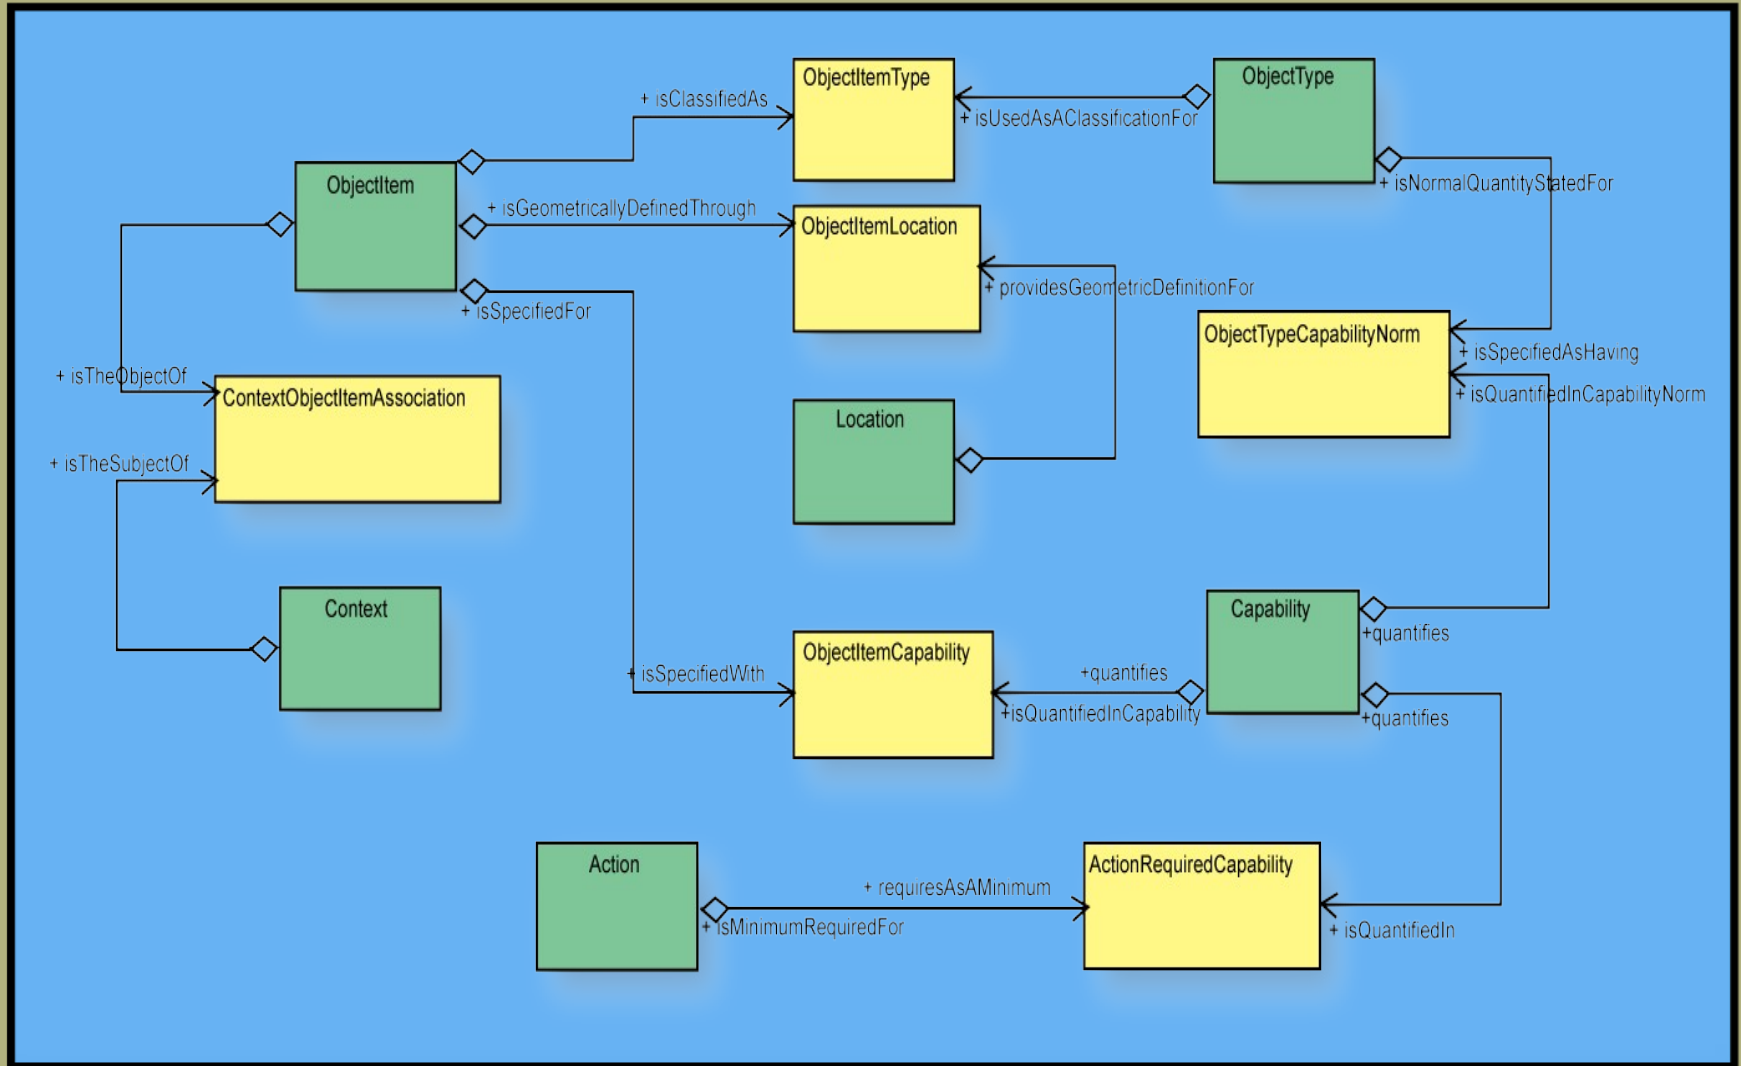 ObjectItemType
ObjectType
+ isClassifiedAs
+ isUsedAsAClassificationFor
ObjectItem
+ isNormalQuantityStatedFor
+ isGeometricallyDefinedThrough
ObjectItemLocation
+ providesGeometricDefinitionFor
+ isSpecifiedFor
ObjectTypeCapabilityNorm
+ isSpecifiedAsHaving
+ isTheObjectOf
ContextObjectItemAssociation
+ isQuantifiedInCapabilityNorm
Location
+ isTheSubjectOf
Context
Capability
+quantifies
ObjectItemCapability
+ isSpecifiedWith
+quantifies
+isQuantifiedInCapability
+quantifies
Action
ActionRequiredCapability
+ requiresAsAMinimum
+ isMinimumRequiredFor
+ isQuantifiedIn